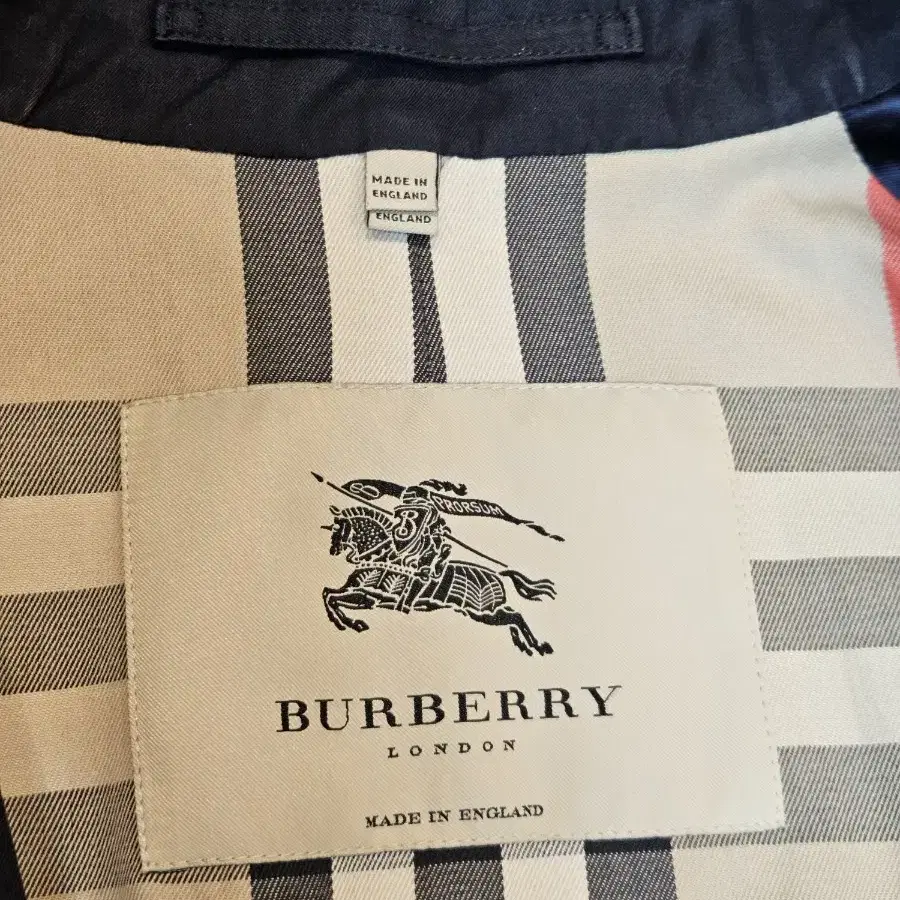 MADE IN
ENGLAND
ENGLAND
PRORSUM
B
BURBERRY
LONDON
MADE IN ENGLAND